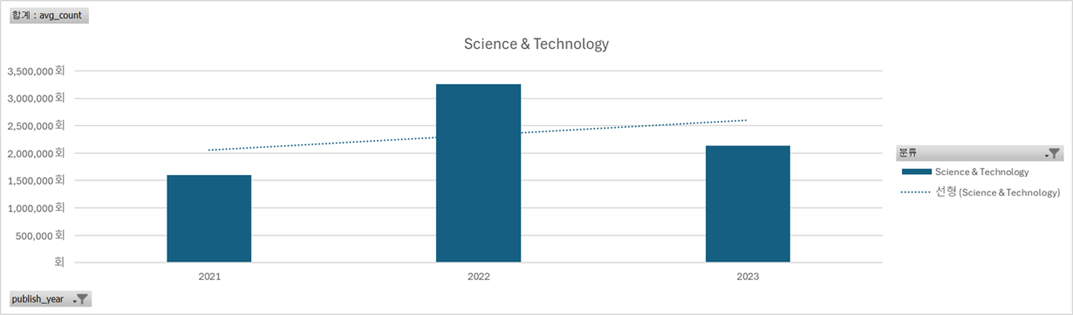 합계 : avg_count
Science & Technology
3,500,000회
3,000,000회
2,500,000회
2,000,000회
1,500,000회
1,000,000회
500,000회
회
2021 2022 2023
분류
Science & Technology
선형 (Science & Technology)
publish_year